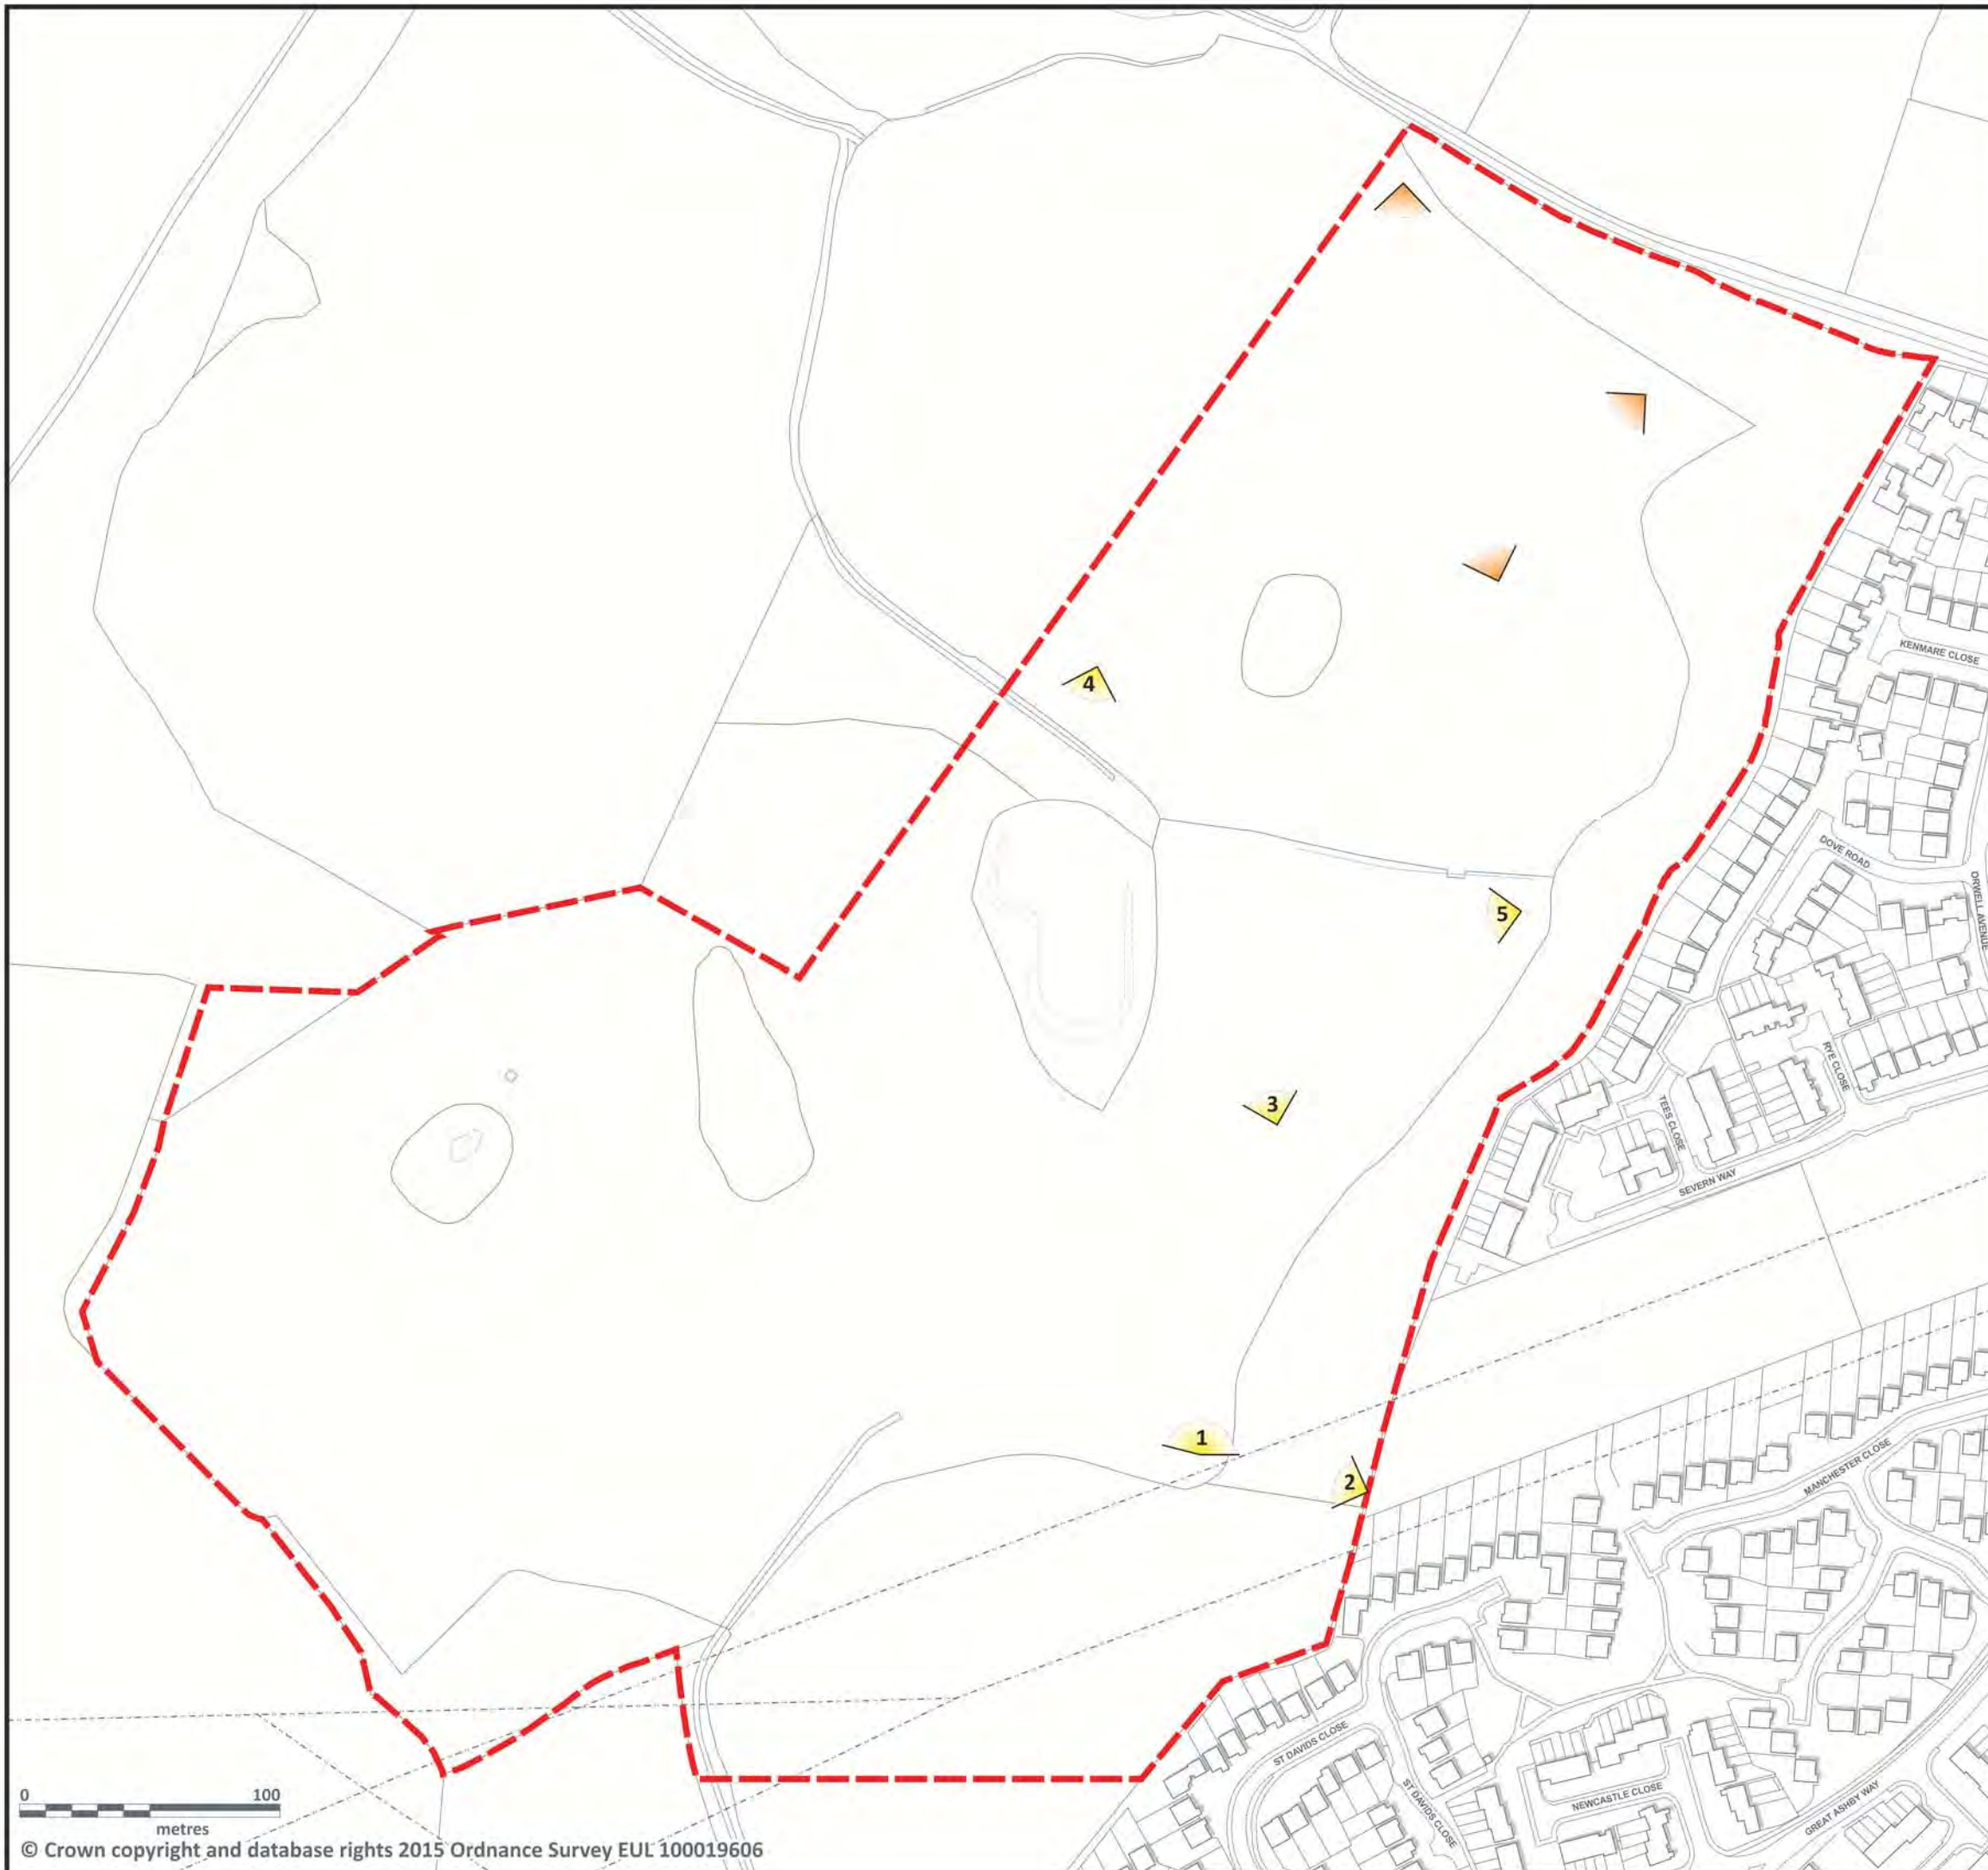 4
KENMARE CLOSE
DOVE ROAD
ORWELL AVENUE
5
RYE CLOSE
3
TEES CLOSE
SEVERN WAY
1
2
MANCHESTER CLOSE
ST DAVIDS CLOSE
ST DAVIDS CLOSE
NEWCASTLE CLOSE
GREAT ASHBY WAY
0 100
metres
© Crown copyright and database rights 2015 Ordnance Survey EUL 100019606